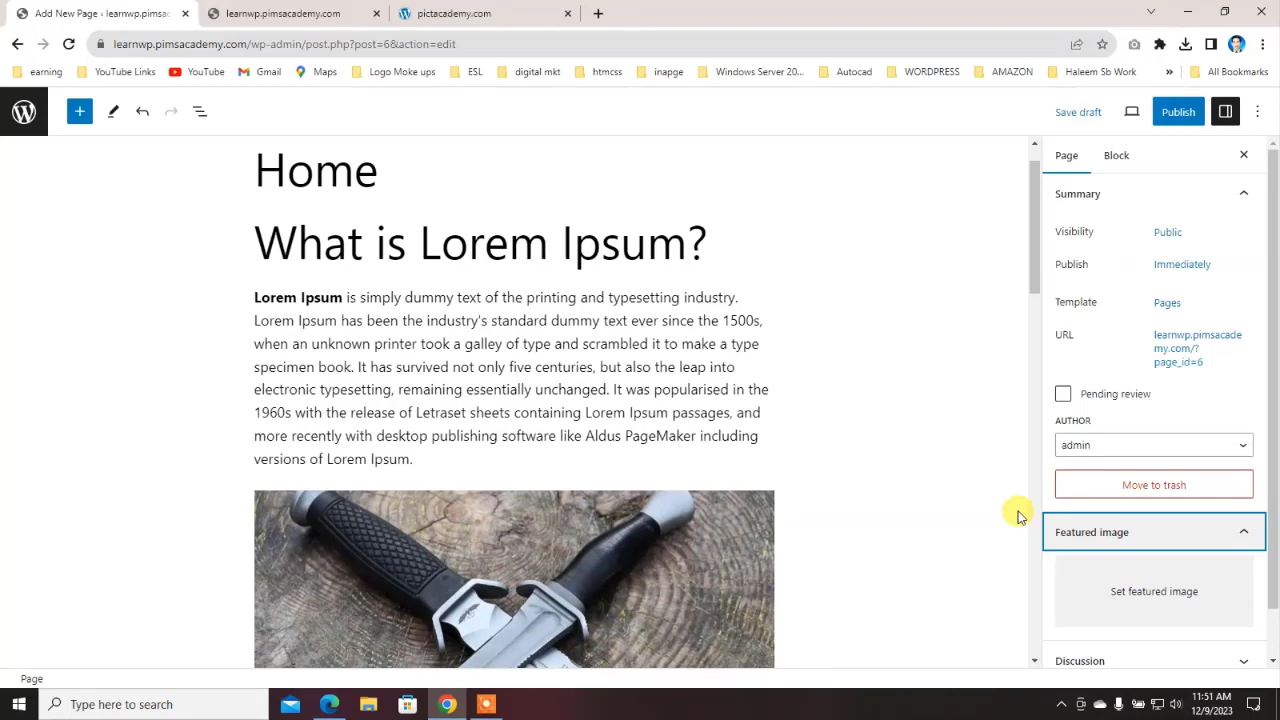 Add New Page ‹ learnwp.pimsac
learnwp.pimsacademy.com
pictacademy.com
learnwp.pimsacademy.com/wp-admin/post.php?post=6&action=edit
earning
YouTube Links
YouTube
Gmail
Maps
Logo Moke ups
ESL
digital mkt
htmcss
inapge
Windows Server 20...
Autocad
WORDPRESS
AMAZON
Haleem Sb Work
»
All Bookmarks
Save draft
Publish
Home
What is Lorem Ipsum?
Lorem Ipsum is simply dummy text of the printing and typesetting industry.
Lorem Ipsum has been the industry's standard dummy text ever since the 1500s,
when an unknown printer took a galley of type and scrambled it to make a type
specimen book. It has survived not only five centuries, but also the leap into
electronic typesetting, remaining essentially unchanged. It was popularised in the
1960s with the release of Letraset sheets containing Lorem Ipsum passages, and
more recently with desktop publishing software like Aldus PageMaker including
versions of Lorem Ipsum.
Page
Block
Summary
Visibility
Public
Publish
Immediately
Template
Pages
URL
learnwp.pimsacade
my.com/?
page_id=6
Pending review
AUTHOR
admin
Move to trash
Featured image
Set featured image
Discussion
Page
Type here to search
11:51 AM
12/9/2023